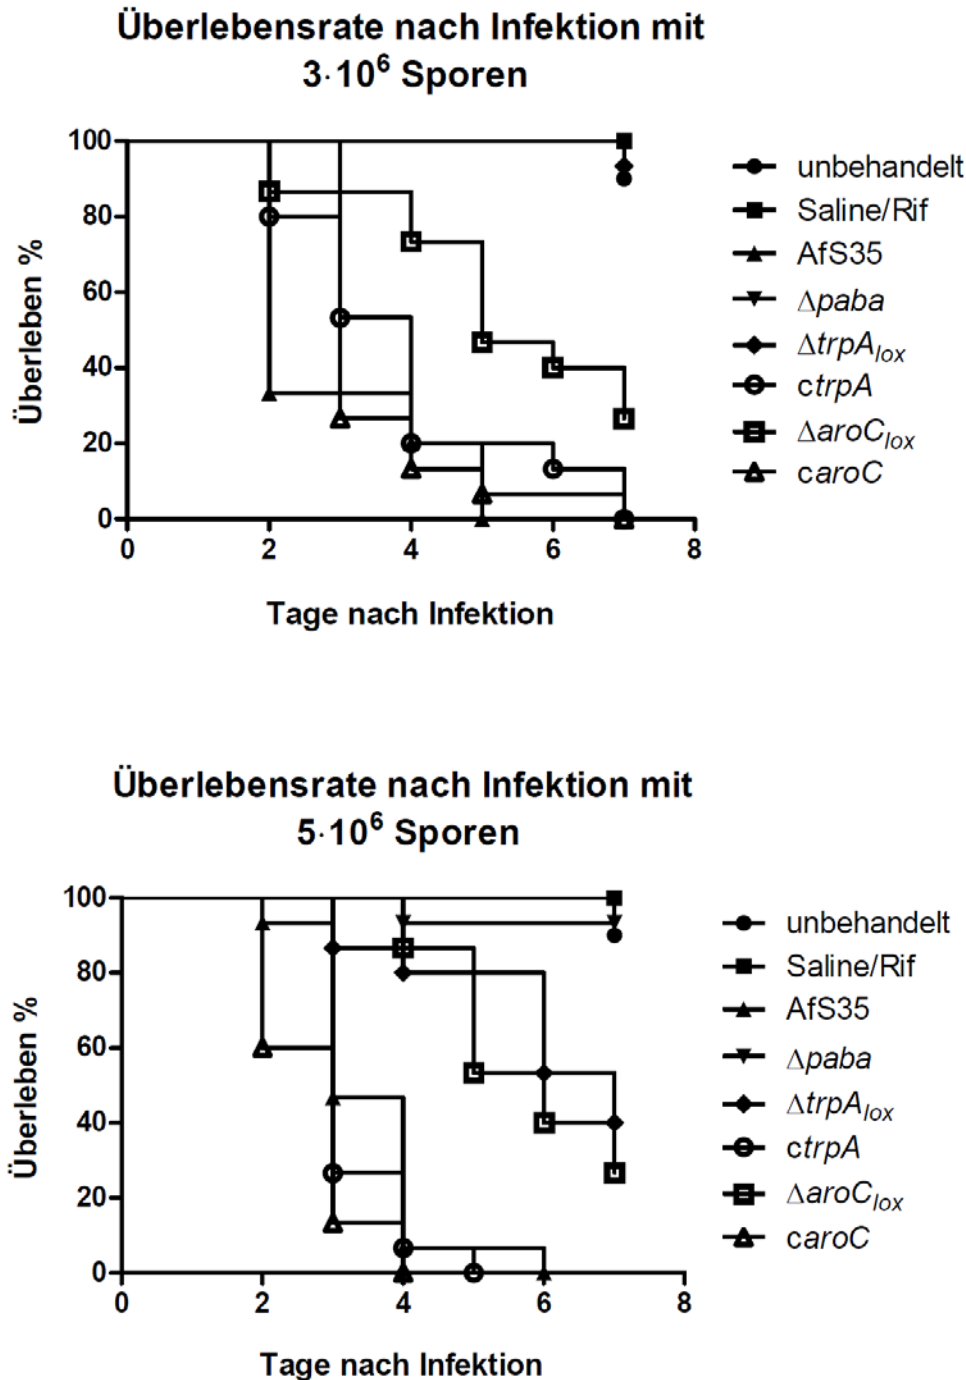 Überlebensrate nach Infektion mit
3·10⁶ Sporen
Überleben %
100
80
60
40
20
0
0 2 4 6 8
Tage nach Infektion
unbehandelt
Saline/Rif
AfS35
Δpaba
ΔtrpAlox
ctrpA
ΔaroClox
caroC
Überlebensrate nach Infektion mit
5·10⁶ Sporen
Überleben %
100
80
60
40
20
0
0 2 4 6 8
Tage nach Infektion
unbehandelt
Saline/Rif
AfS35
Δpaba
ΔtrpAlox
ctrpA
ΔaroClox
caroC